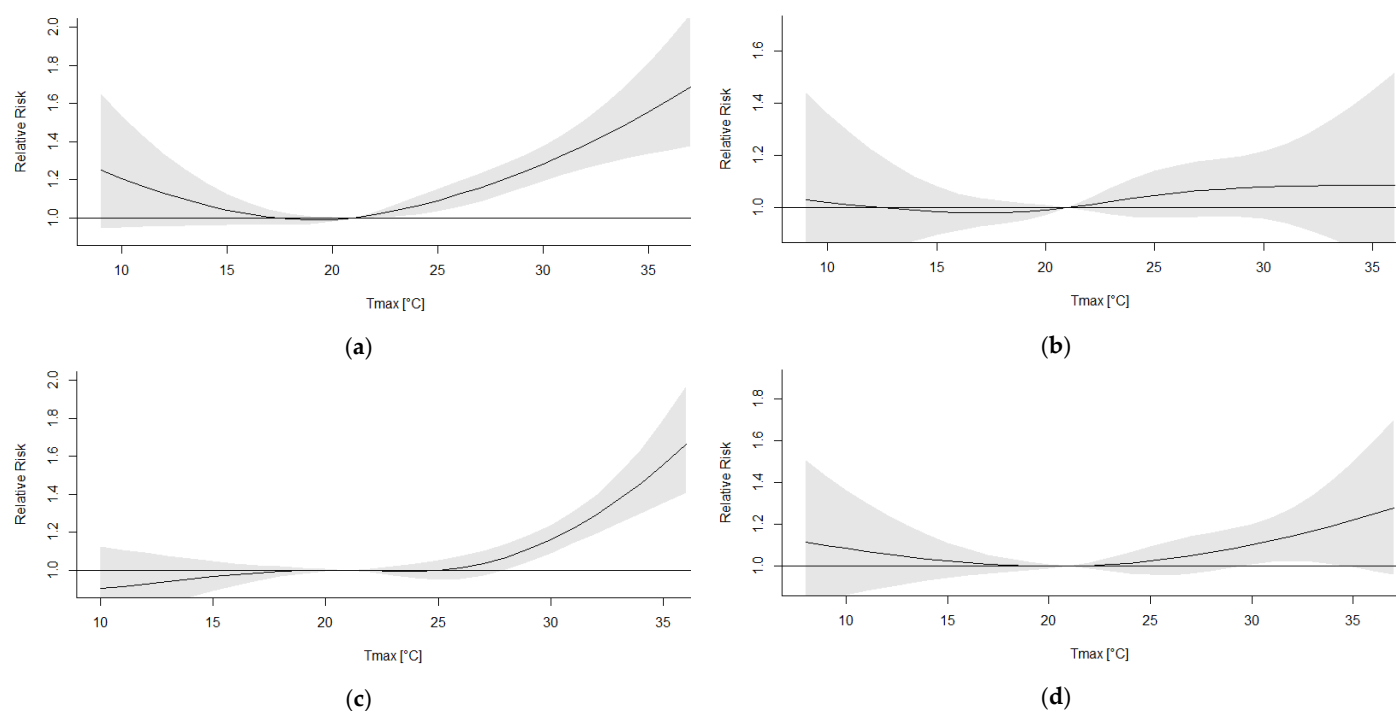 Relative Risk
1.0 1.2 1.4 1.6 1.8 2.0
10 15 20 25 30 35
Tmax [°C]
(a)
Relative Risk
1.0 1.2 1.4 1.6
10 15 20 25 30 35
Tmax [°C]
(b)
Relative Risk
1.0 1.2 1.4 1.6 1.8 2.0
10 15 20 25 30 35
Tmax [°C]
(c)
Relative Risk
1.0 1.2 1.4 1.6 1.8
10 15 20 25 30 35
Tmax [°C]
(d)